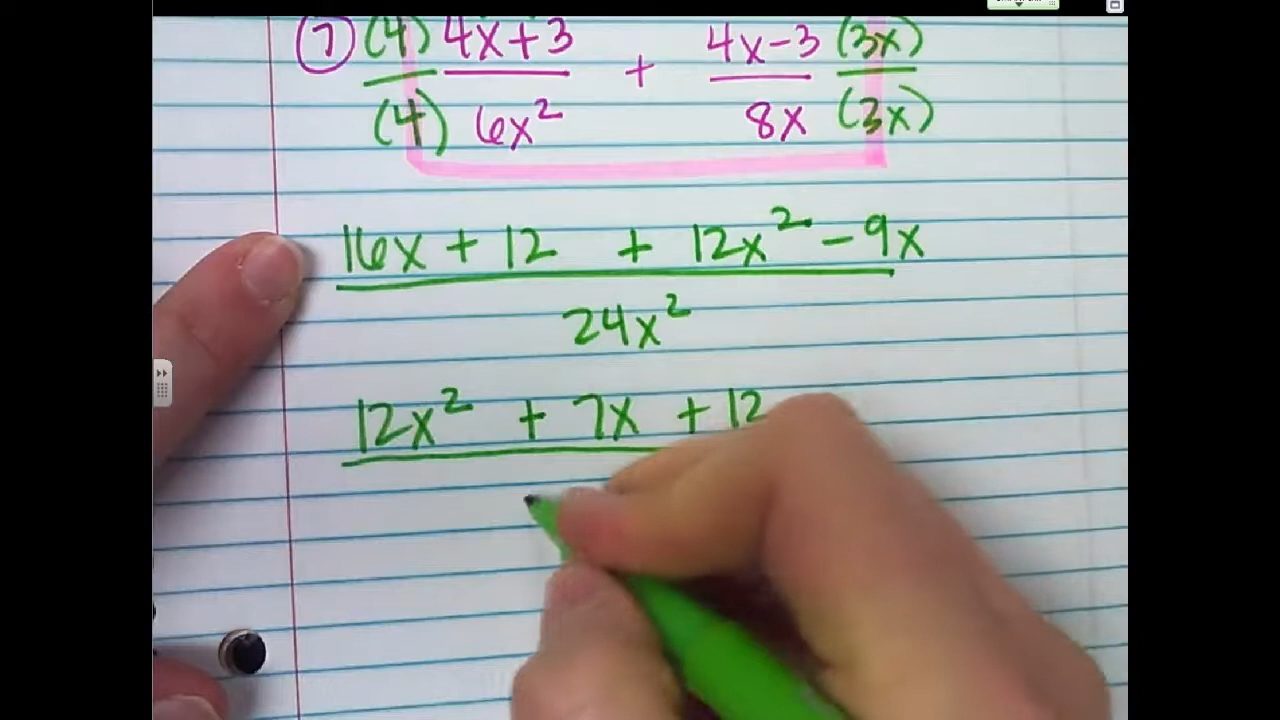 7 (4) 4x+3 + 4x-3 (3x)
(4) 6x² 8x (3x)
16x + 12 + 12x² - 9x
24x²
12x² + 7x + 12